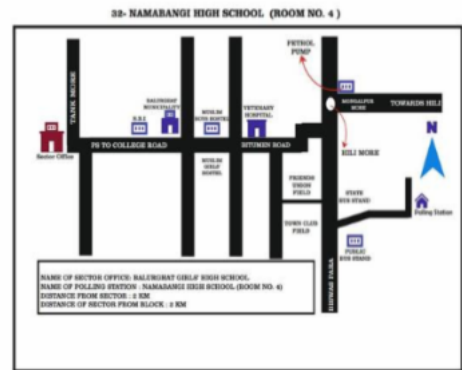 32- NAMABANGI HIGH SCHOOL (ROOM NO. 4 )
PETROL
PUMP
TANK MORE
BALURGHAT
MUNICIPALITY
MUSLIM
BOYS HOSTEL
VETENARY
HOSPITAL
MONGALPUR
MORE
TOWARDS HILI
N
Sector Office
PS TO COLLEGE ROAD
BITUMEN ROAD
HILI MORE
MUSLIM
GIRLS'
HOSTEL
FRIENDS
UNION
FIELD
STATE
BUS STAND
Polling Station
TOWN CLUB
FIELD
PUBLIC
BUS STAND
NAME OF SECTOR OFFICE: BALURGHAT GIRLS' HIGH SCHOOL
NAME OF POLLING STATION : NAMABANGI HIGH SCHOOL (ROOM NO. 4)
DISTANCE FROM SECTOR : 2 KM
DISTANCE OF SECTOR FROM BLOCK : 2 KM